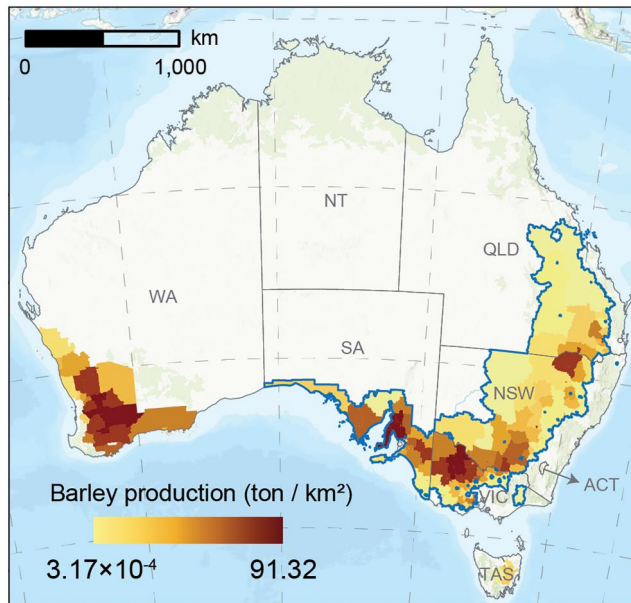 km
0 1,000
NT
QLD
WA
SA
NSW
Barley production (ton / km²)
ACT
VIC
3.17×10⁻⁴ 91.32
TAS